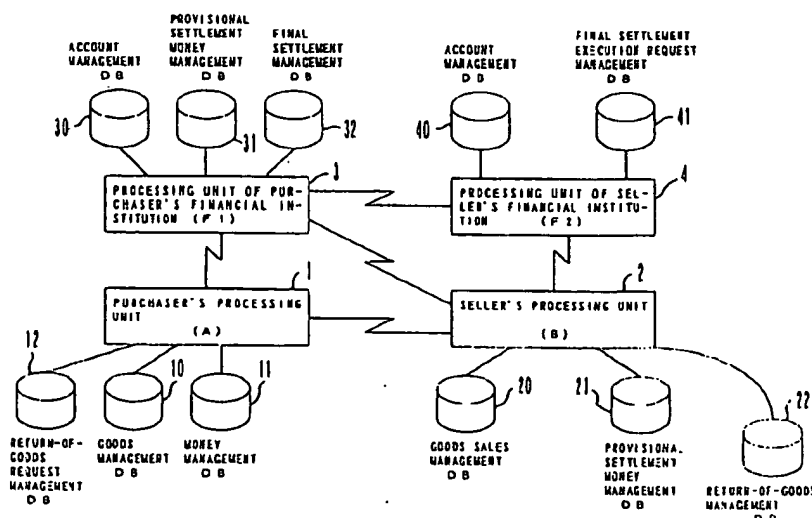 ACCOUNT
MANAGEMENT
DB
30
PROVISIONAL
SETTLEMENT
MONEY
MANAGEMENT
DB
31
FINAL
SETTLEMENT
MANAGEMENT
DB
32
ACCOUNT
MANAGEMENT
DB
40
FINAL SETTLEMENT
EXECUTION REQUEST
MANAGEMENT
DB
41
3
PROCESSING UNIT OF PUR-
CHASER'S FINANCIAL IN-
STITUTION (F1)
4
PROCESSING UNIT OF SEL-
LER'S FINANCIAL INSTITU-
TION (F2)
1
PURCHASER'S PROCESSING
UNIT
(A)
2
SELLER'S PROCESSING UNIT
(B)
12
RETURN-OF-
GOODS
REQUEST
MANAGEMENT
DB
10
GOODS
MANAGEMENT
DB
11
MONEY
MANAGEMENT
DB
20
GOODS SALES
MANAGEMENT
DB
21
PROVISIONAL
SETTLEMENT
MONEY
MANAGEMENT
DB
22
RETURN-OF-GOODS
MANAGEMENT
DB